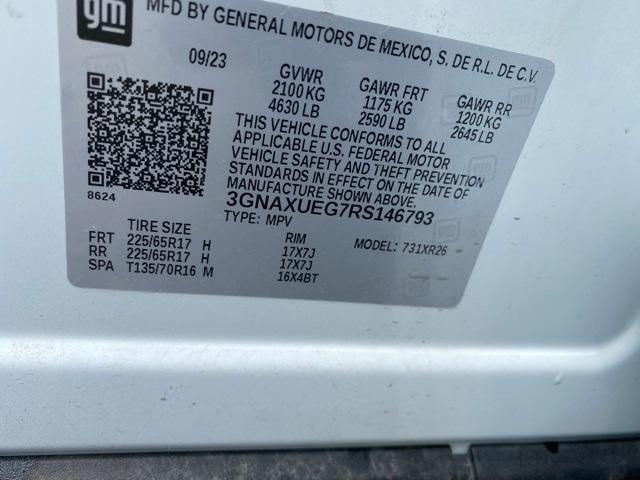 gm
MFD BY GENERAL MOTORS DE MEXICO, S. DE R.L. DE C.V.
09/23 GVWR GAWR FRT GAWR RR
2100 KG 1175 KG 1200 KG
4630 LB 2590 LB 2645 LB
THIS VEHICLE CONFORMS TO ALL
APPLICABLE U.S. FEDERAL MOTOR
VEHICLE SAFETY AND THEFT PREVENTION
STANDARDS IN EFFECT ON THE DATE OF
MANUFACTURE SHOWN ABOVE.
8624
3GNAXUEG7RS146793
TYPE: MPV
TIRE SIZE RIM MODEL: 731XR26
FRT 225/65R17 H 17X7J
RR 225/65R17 H 17X7J
SPA T135/70R16 M 16X4BT